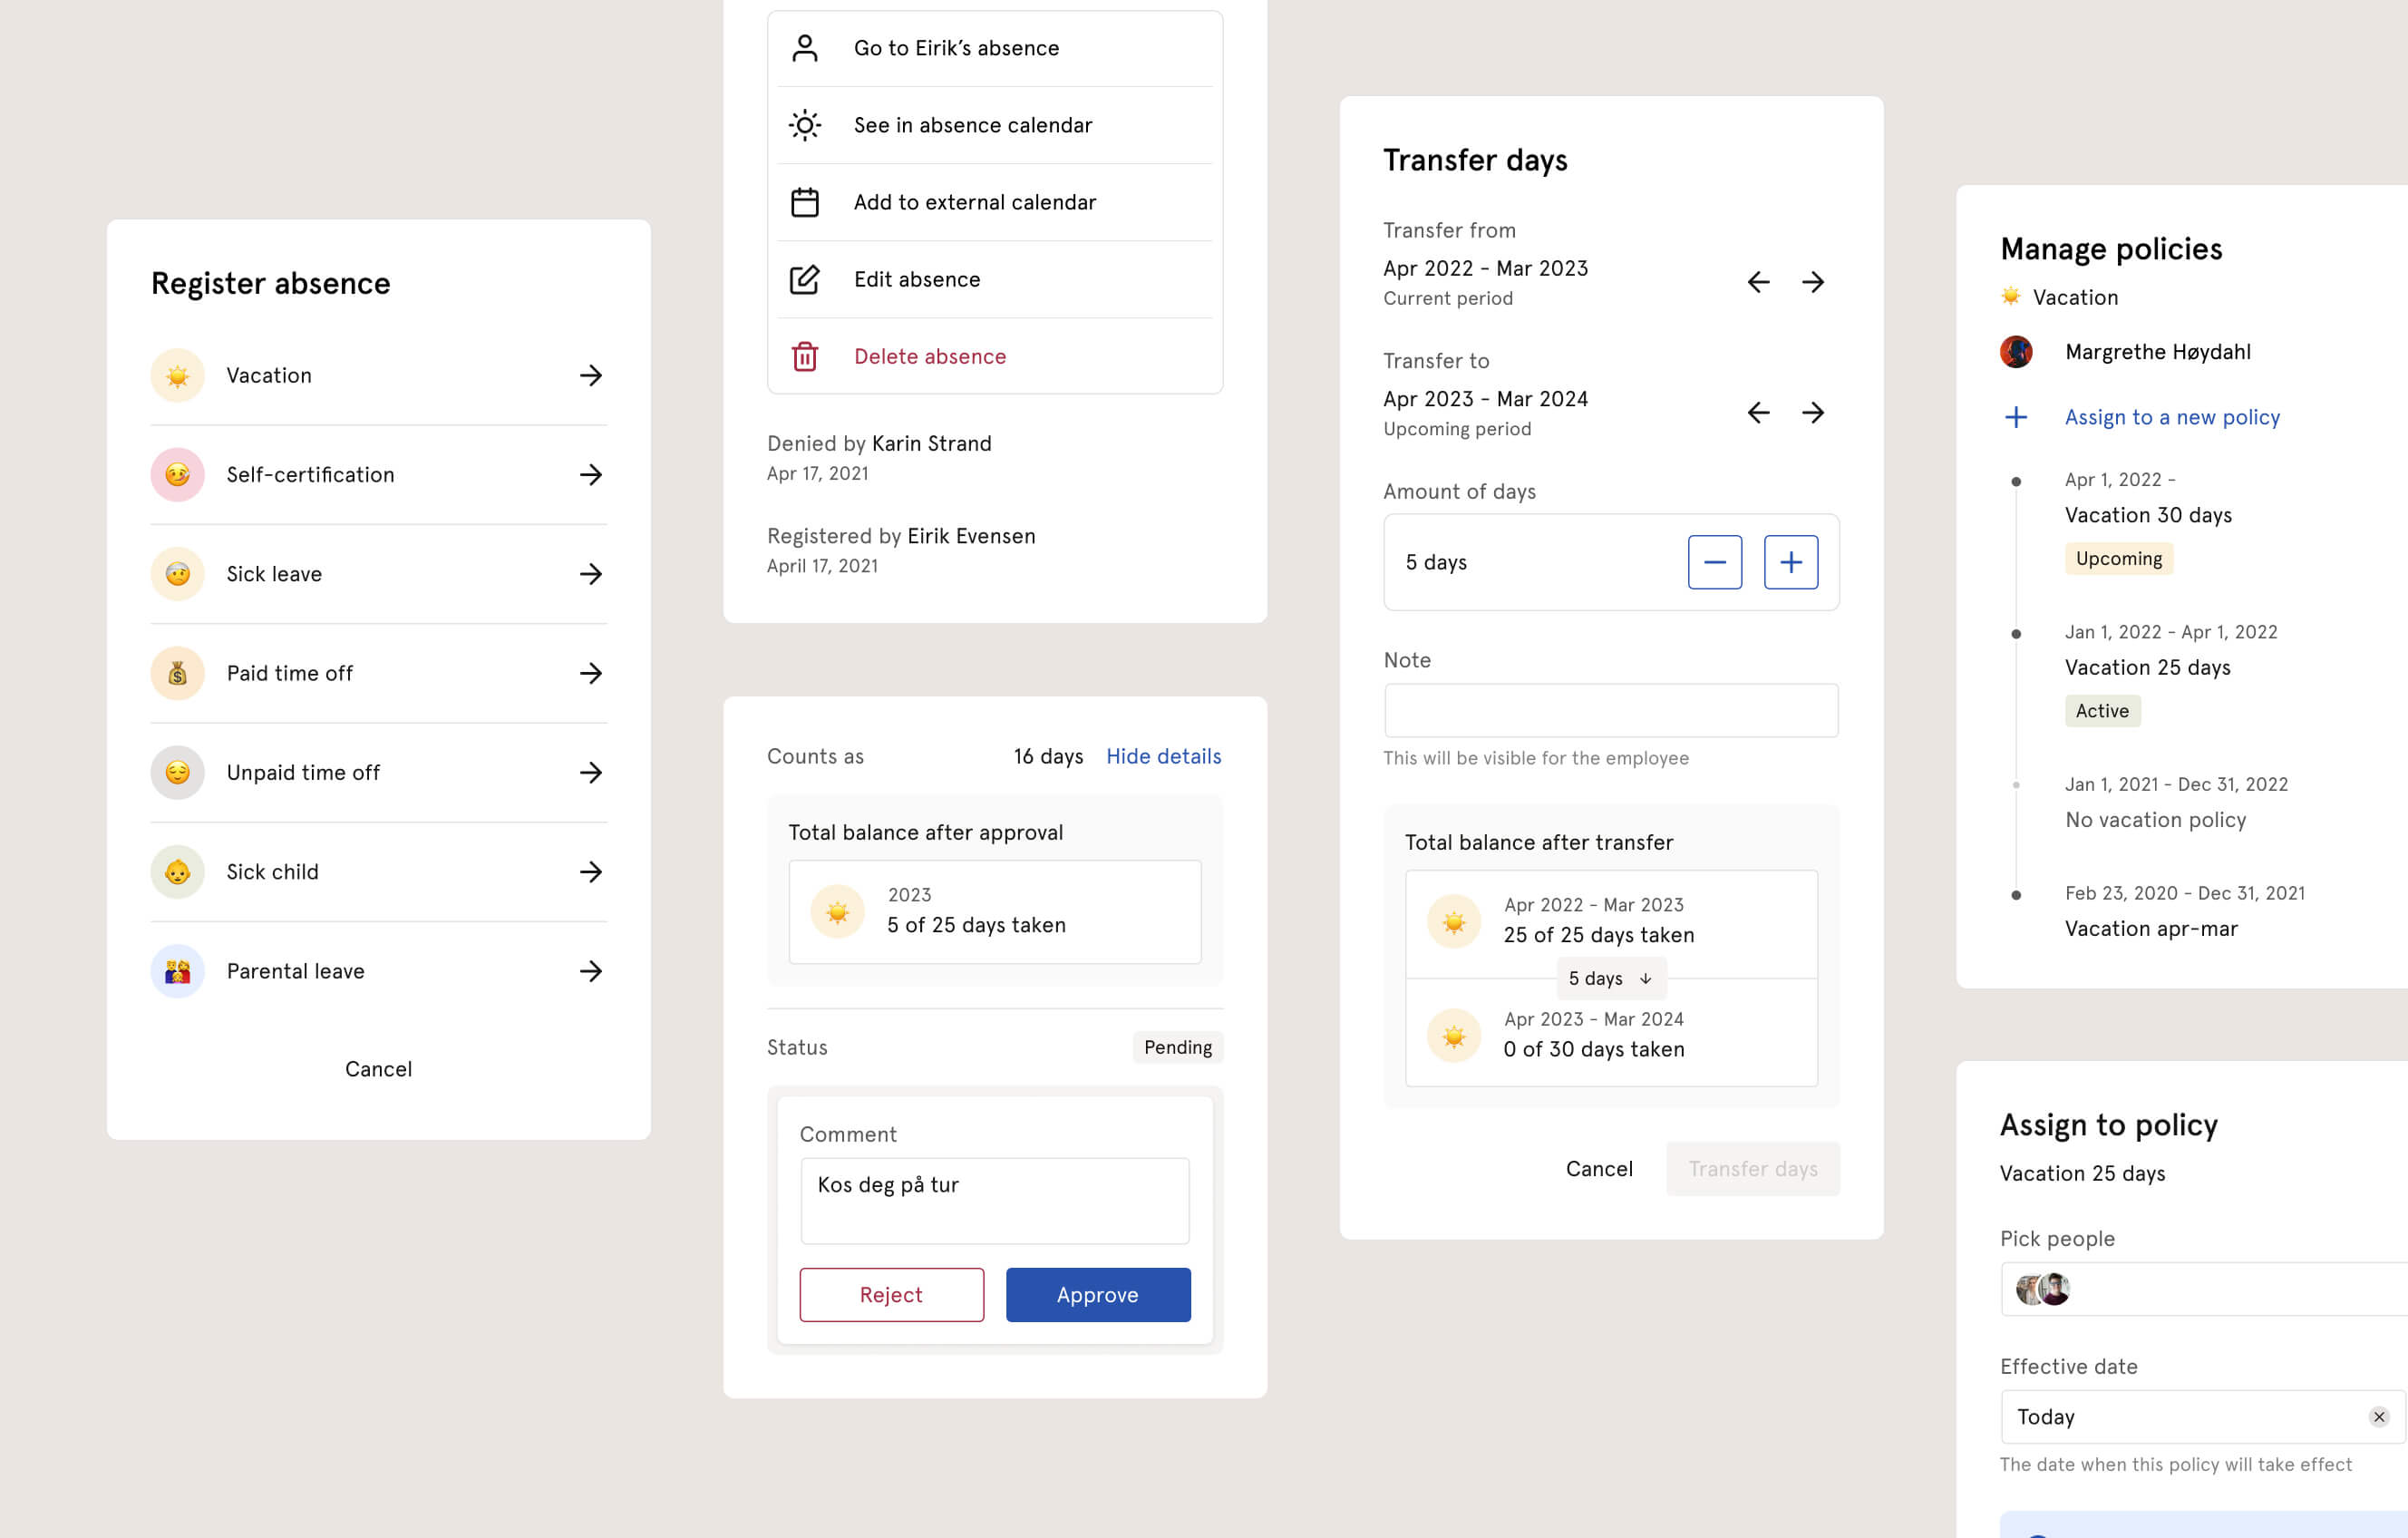 Register absence
Vacation
Self-certification
Sick leave
Paid time off
Unpaid time off
Sick child
Parental leave
Cancel
Go to Eirik’s absence
See in absence calendar
Add to external calendar
Edit absence
Delete absence
Denied by Karin Strand
Apr 17, 2021
Registered by Eirik Evensen
April 17, 2021
Counts as 16 days Hide details
Total balance after approval
2023
5 of 25 days taken
Status Pending
Comment
Kos deg på tur
Reject Approve
Transfer days
Transfer from
Apr 2022 - Mar 2023
Current period
Transfer to
Apr 2023 - Mar 2024
Upcoming period
Amount of days
5 days
Note
This will be visible for the employee
Total balance after transfer
Apr 2022 - Mar 2023
25 of 25 days taken
5 days
Apr 2023 - Mar 2024
0 of 30 days taken
Cancel Transfer days
Manage policies
Vacation
Margrethe Høydahl
Assign to a new policy
Apr 1, 2022 -
Vacation 30 days
Upcoming
Jan 1, 2022 - Apr 1, 2022
Vacation 25 days
Active
Jan 1, 2021 - Dec 31, 2022
No vacation policy
Feb 23, 2020 - Dec 31, 2021
Vacation apr-mar
Assign to policy
Vacation 25 days
Pick people
Effective date
Today
The date when this policy will take effect